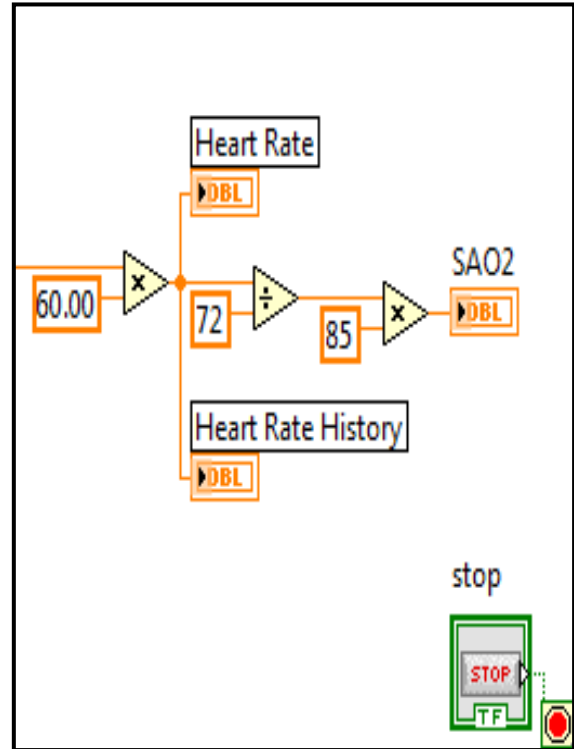 Heart Rate
DBL
×
60.00
÷
72
SAO2
×
85
DBL
Heart Rate History
DBL
stop
STOP
TF